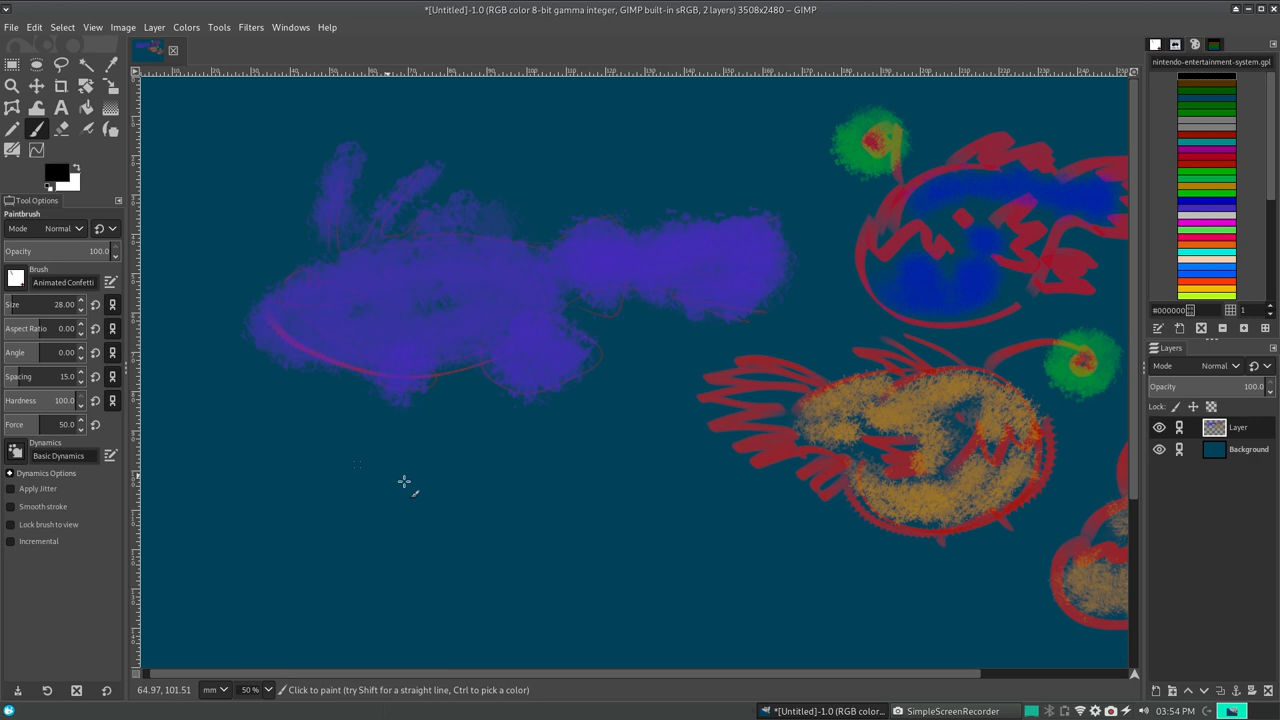 *[Untitled]-1.0 (RGB color 8-bit gamma integer, GIMP built-in sRGB, 2 layers) 3508x2480 – GIMP
File Edit Select View Image Layer Colors Tools Filters Windows Help
nintendo-entertainment-system.gpl
Tool Options
Paintbrush
Mode Normal
Opacity 100.0
Brush
Animated Confetti
Size 28.00
Aspect Ratio 0.00
Angle 0.00
Spacing 15.0
Hardness 100.0
Force 50.0
Dynamics
Basic Dynamics
Dynamics Options
Apply Jitter
Smooth stroke
Lock brush to view
Incremental
#000000
1
Layers
Mode Normal
Opacity 100.0
Lock:
Layer
Background
64.97, 101.51 mm 50 % Click to paint (try Shift for a straight line, Ctrl to pick a color)
*[Untitled]-1.0 (RGB color... SimpleScreenRecorder 03:54 PM